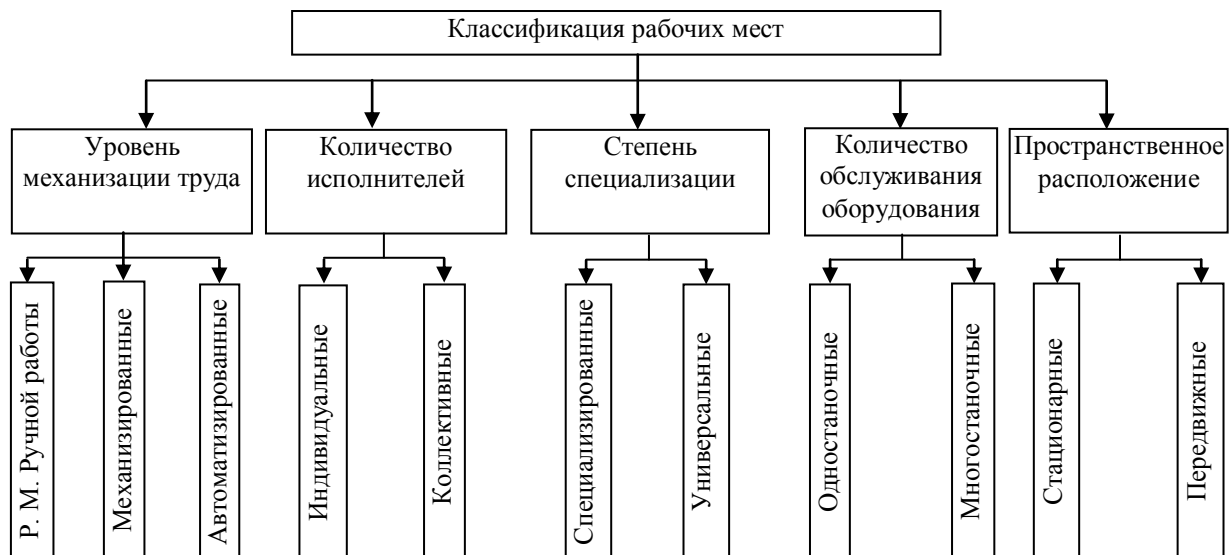 Классификация рабочих мест
Уровень
механизации труда
Количество
исполнителей
Степень
специализации
Количество
обслуживания
оборудования
Пространственное
расположение
Р. М. Ручной работы
Механизированные
Автоматизированные
Индивидуальные
Коллективные
Специализированные
Универсальные
Одностаночные
Многостаночные
Стационарные
Передвижные